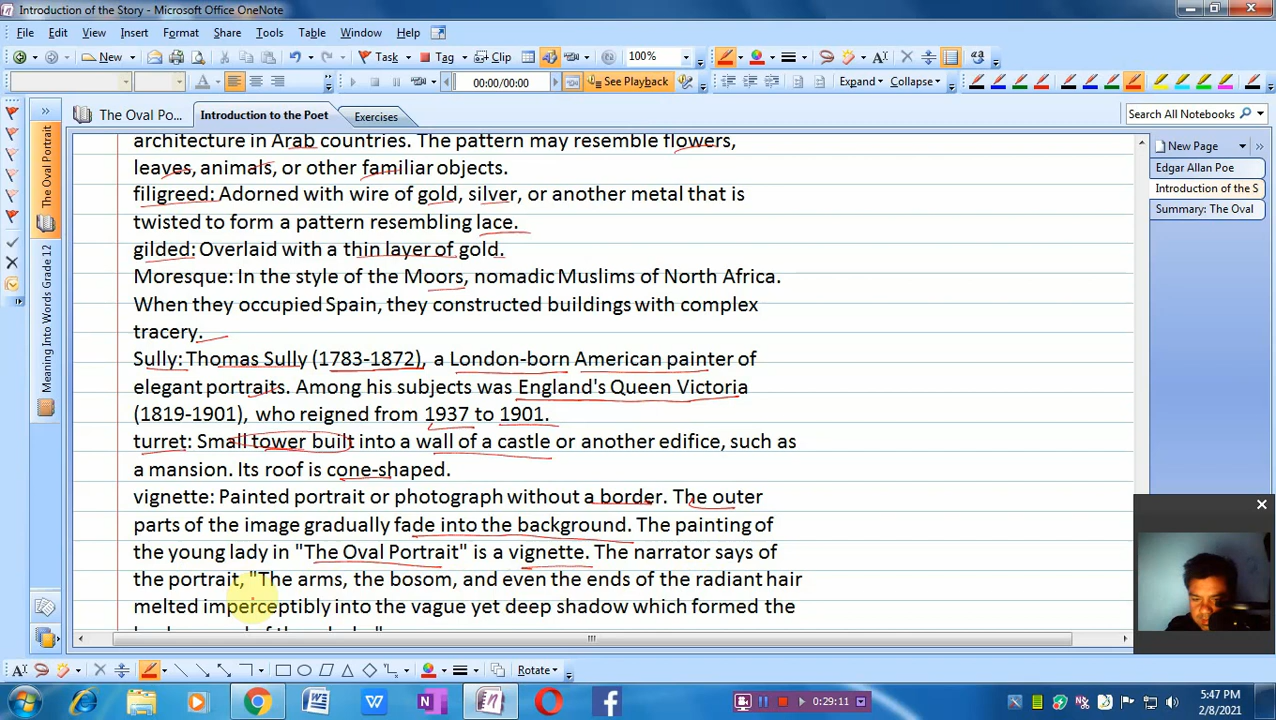 Introduction of the Story - Microsoft Office OneNote
File Edit View Insert Format Share Tools Table Window Help
New Task Tag Clip 100%
00:00/00:00 See Playback Expand Collapse
The Oval Po... Introduction to the Poet Exercises Search All Notebooks
The Oval Portrait
Meaning Into Words Grade 12
architecture in Arab countries. The pattern may resemble flowers,
leaves, animals, or other familiar objects.
filigreed: Adorned with wire of gold, silver, or another metal that is
twisted to form a pattern resembling lace.
gilded: Overlaid with a thin layer of gold.
Moresque: In the style of the Moors, nomadic Muslims of North Africa.
When they occupied Spain, they constructed buildings with complex
tracery.
Sully: Thomas Sully (1783-1872), a London-born American painter of
elegant portraits. Among his subjects was England's Queen Victoria
(1819-1901), who reigned from 1937 to 1901.
turret: Small tower built into a wall of a castle or another edifice, such as
a mansion. Its roof is cone-shaped.
vignette: Painted portrait or photograph without a border. The outer
parts of the image gradually fade into the background. The painting of
the young lady in "The Oval Portrait" is a vignette. The narrator says of
the portrait, "The arms, the bosom, and even the ends of the radiant hair
melted imperceptibly into the vague yet deep shadow which formed the
New Page
Edgar Allan Poe
Introduction of the S
Summary: The Oval
Rotate
00:29:11
5:47 PM
2/8/2021